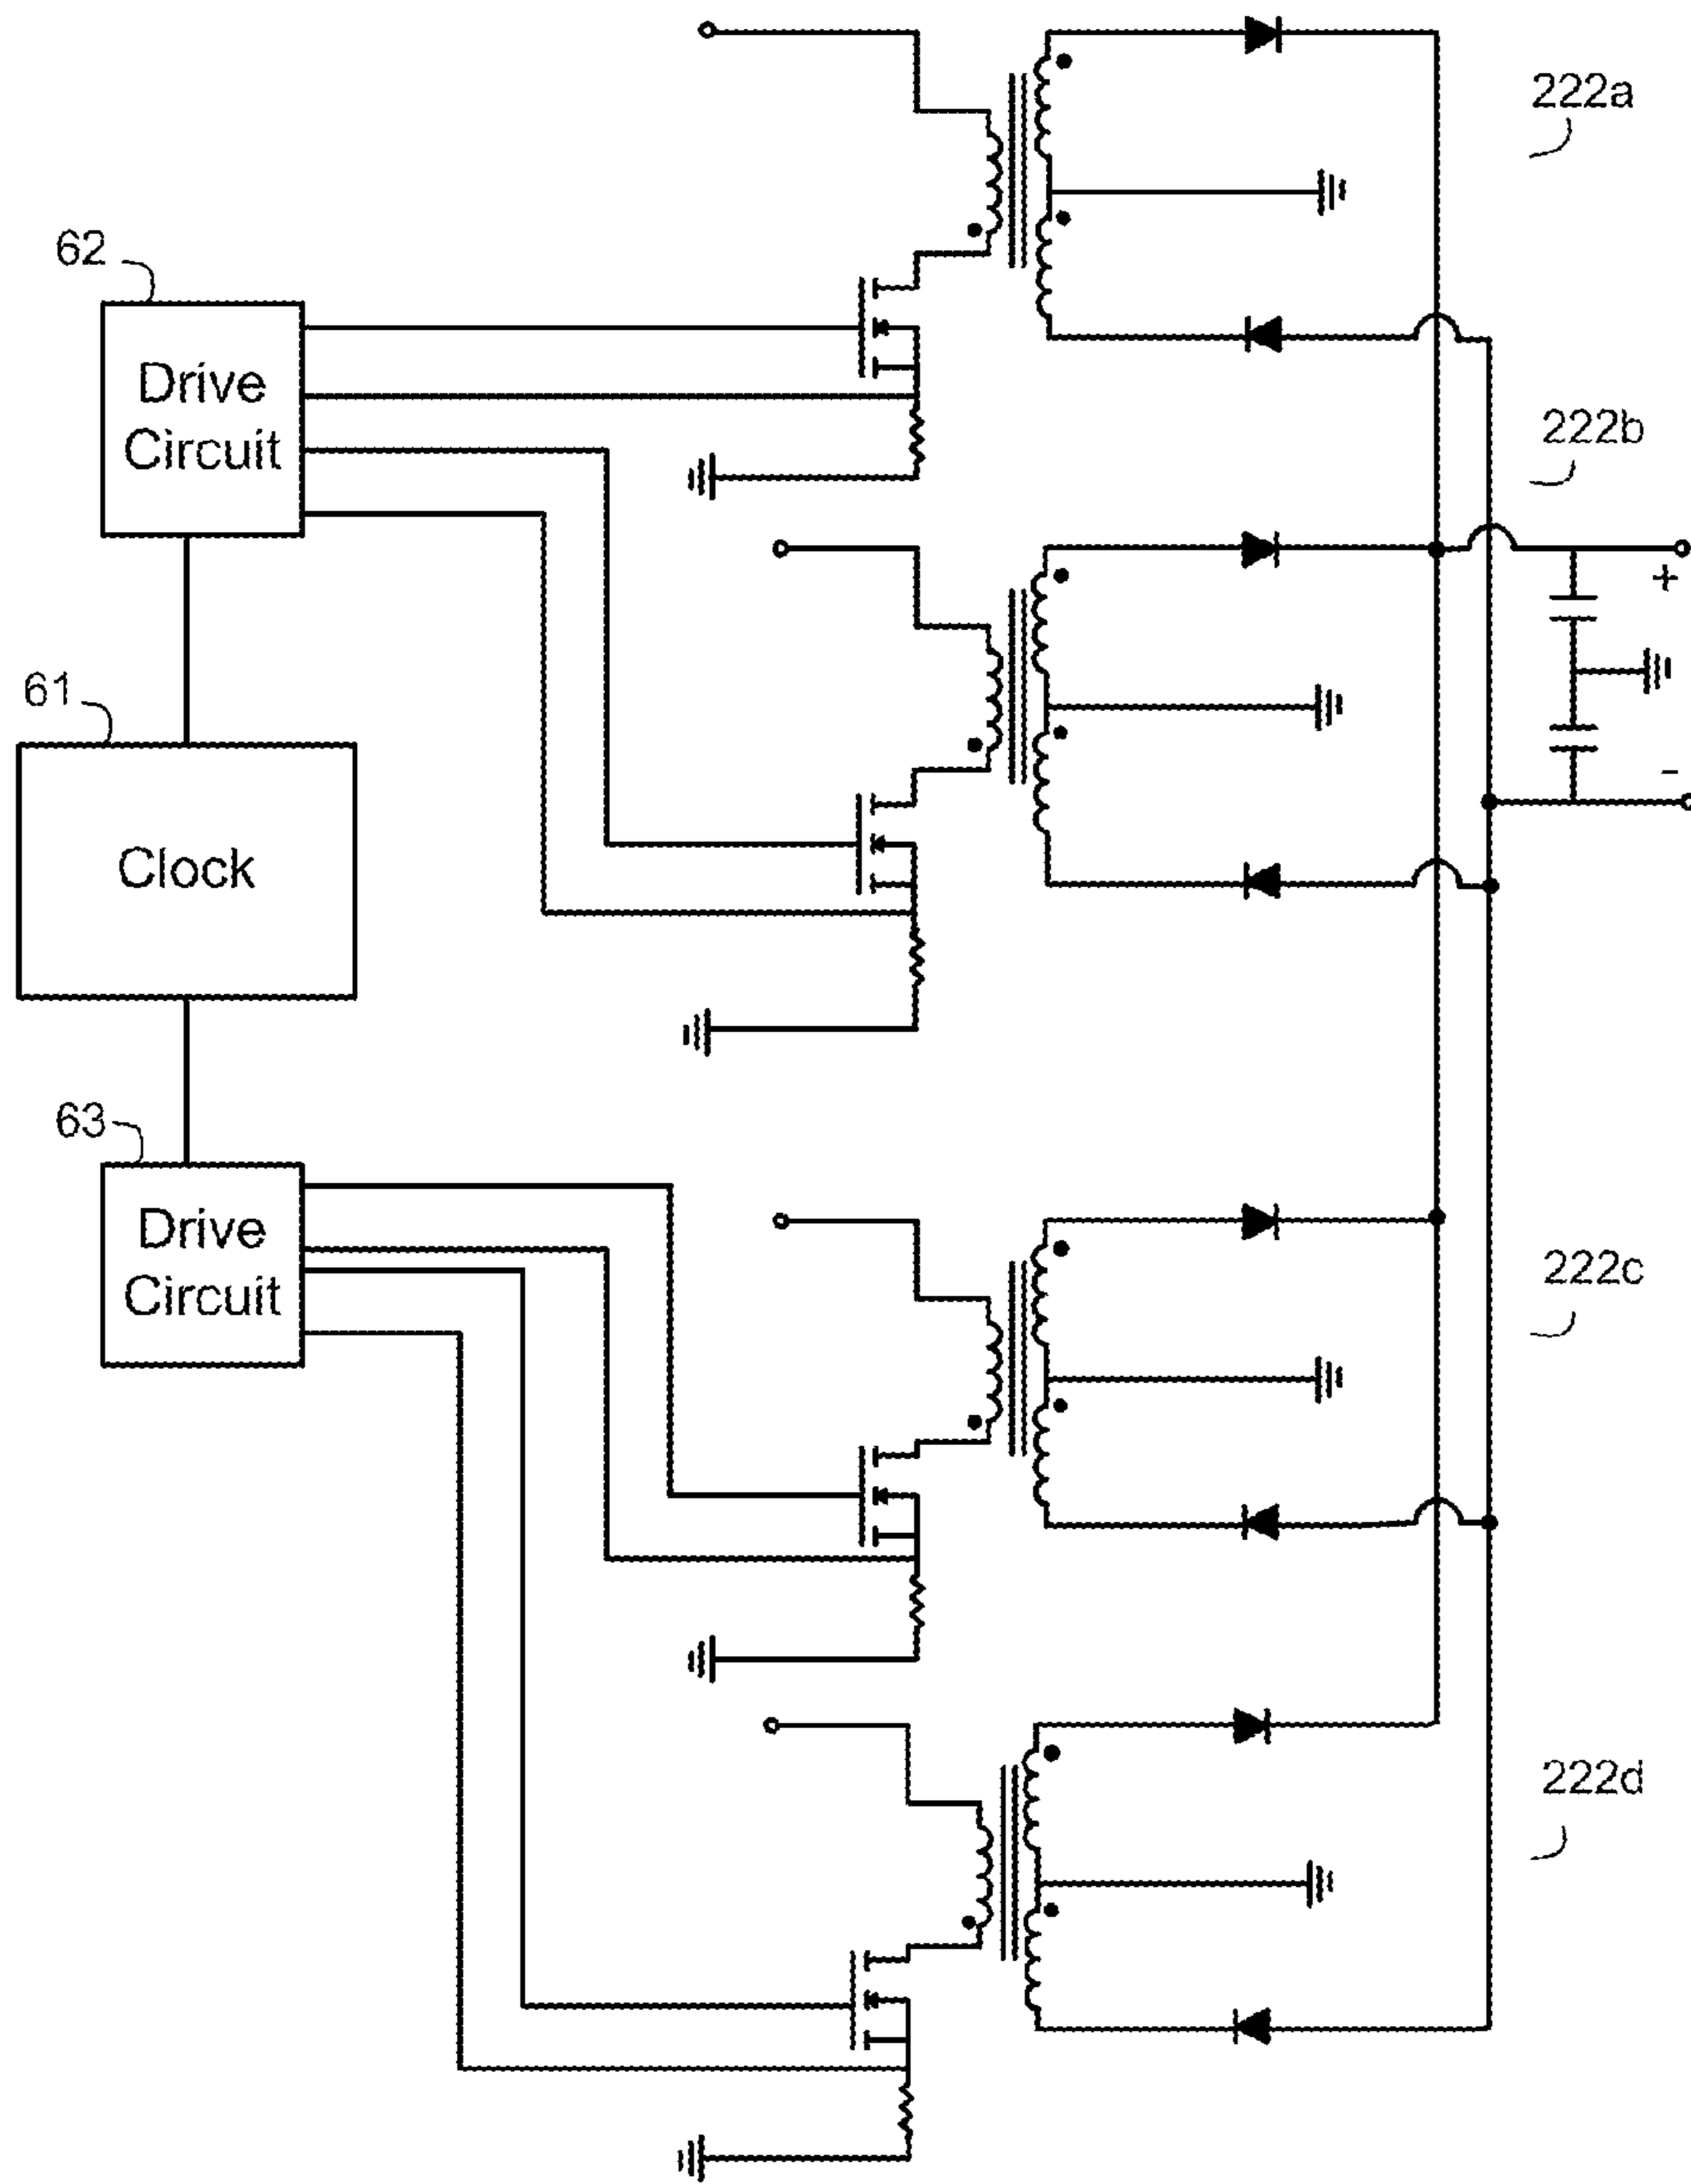 222a
62
Drive
Circuit
222b
+
61
-
Clock
63
Drive
Circuit
222c
222d